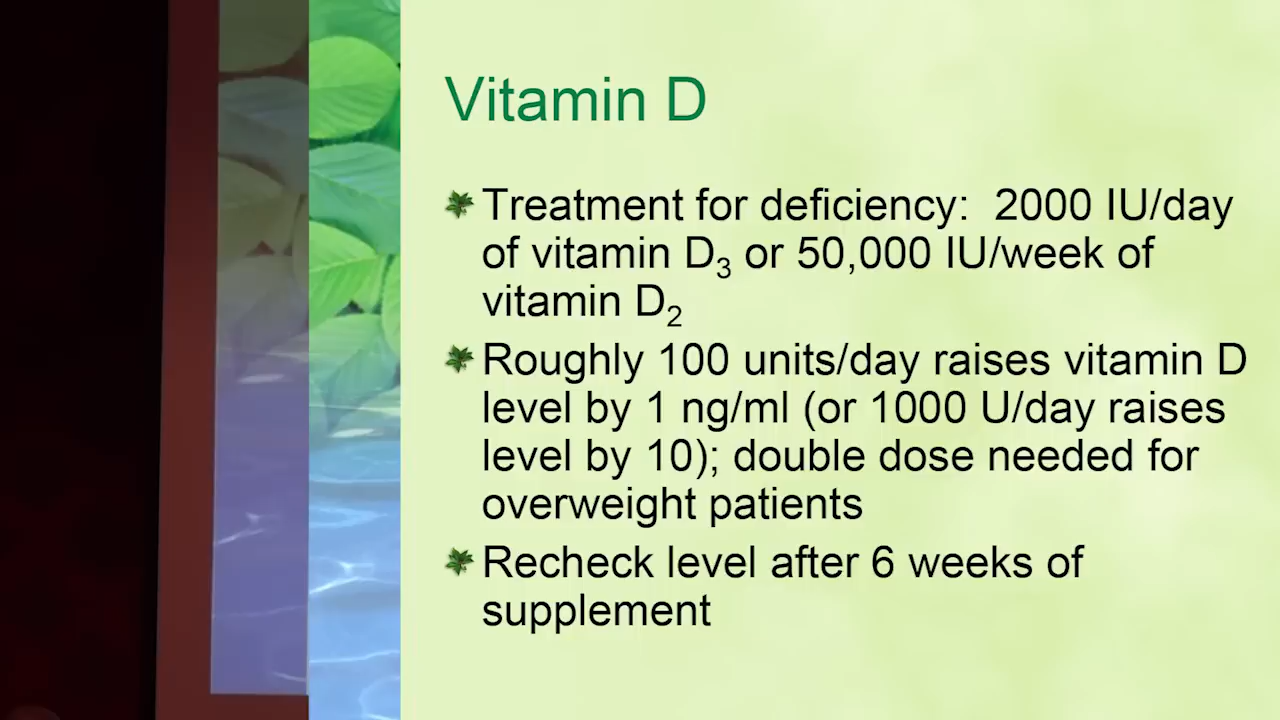 Vitamin D
Treatment for deficiency: 2000 IU/day
of vitamin D₃ or 50,000 IU/week of
vitamin D₂
Roughly 100 units/day raises vitamin D
level by 1 ng/ml (or 1000 U/day raises
level by 10); double dose needed for
overweight patients
Recheck level after 6 weeks of
supplement